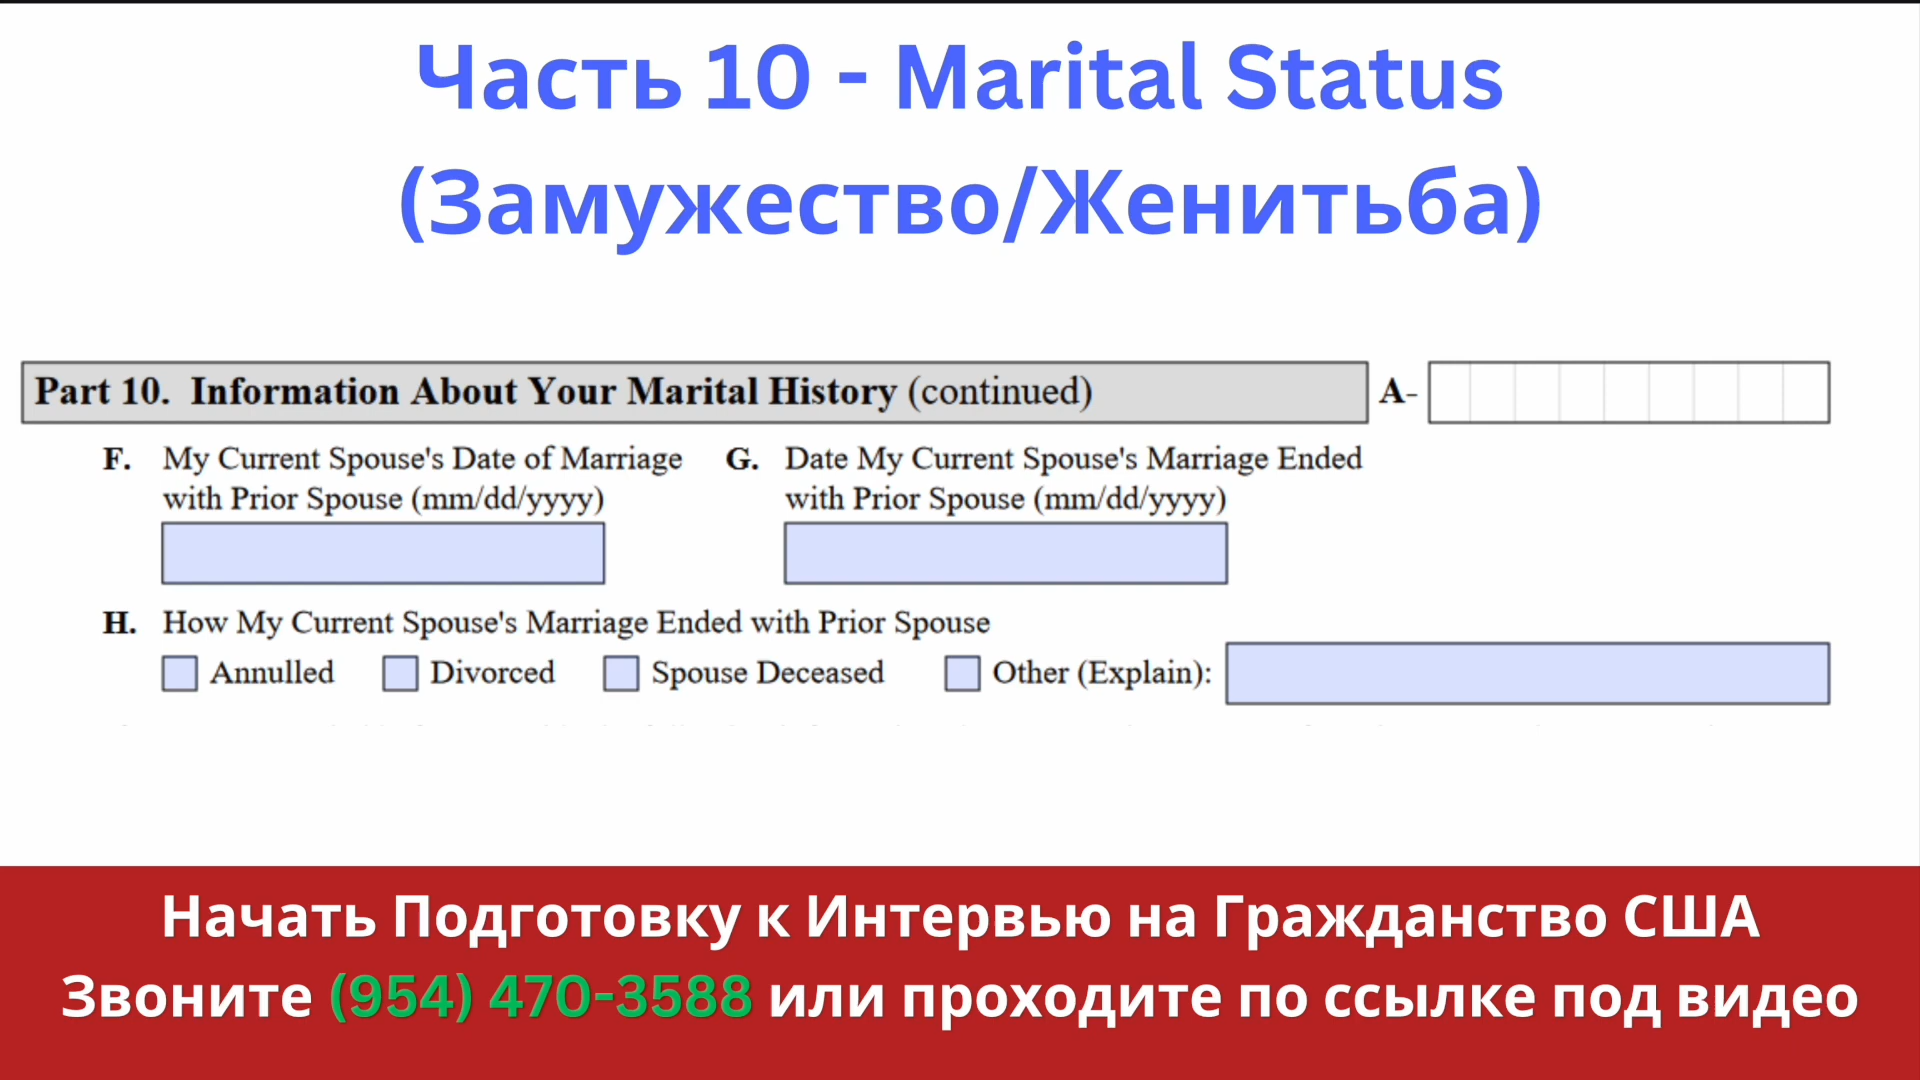 Часть 10 - Marital Status
(Замужество/Женитьба)
Part 10. Information About Your Marital History (continued) A-
F. My Current Spouse's Date of Marriage with Prior Spouse (mm/dd/yyyy)
G. Date My Current Spouse's Marriage Ended with Prior Spouse (mm/dd/yyyy)
H. How My Current Spouse's Marriage Ended with Prior Spouse
Annulled Divorced Spouse Deceased Other (Explain):
Начать Подготовку к Интервью на Гражданство США
Звоните (954) 470-3588 или проходите по ссылке под видео